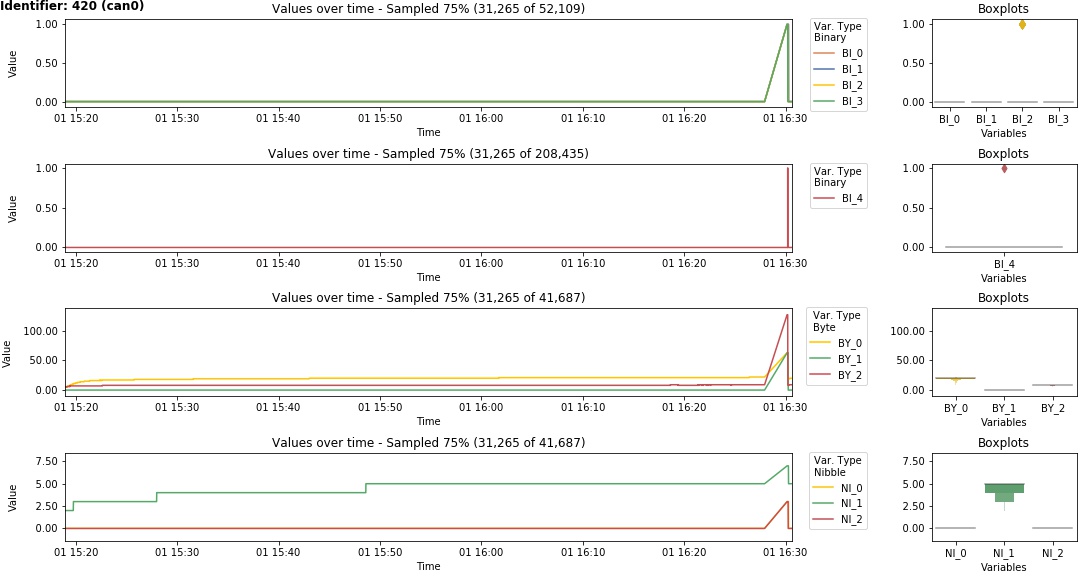 Identifier: 420 (can0)
Values over time - Sampled 75% (31,265 of 52,109)
Boxplots
Value
1.00
0.50
0.00
01 15:20
01 15:30
01 15:40
01 15:50
01 16:00
01 16:10
01 16:20
01 16:30
Time
Var. Type
Binary
BI_0
BI_1
BI_2
BI_3
1.00
0.50
0.00
BI_0
BI_1
BI_2
BI_3
Variables
Values over time - Sampled 75% (31,265 of 208,435)
Boxplots
Value
1.00
0.50
0.00
01 15:20
01 15:30
01 15:40
01 15:50
01 16:00
01 16:10
01 16:20
01 16:30
Time
Var. Type
Binary
BI_4
1.00
0.50
0.00
BI_4
Variables
Values over time - Sampled 75% (31,265 of 41,687)
Boxplots
Value
100.00
50.00
0.00
01 15:20
01 15:30
01 15:40
01 15:50
01 16:00
01 16:10
01 16:20
01 16:30
Time
Var. Type
Byte
BY_0
BY_1
BY_2
100.00
50.00
0.00
BY_0
BY_1
BY_2
Variables
Values over time - Sampled 75% (31,265 of 41,687)
Boxplots
Value
7.50
5.00
2.50
0.00
01 15:20
01 15:30
01 15:40
01 15:50
01 16:00
01 16:10
01 16:20
01 16:30
Time
Var. Type
Nibble
NI_0
NI_1
NI_2
7.50
5.00
2.50
0.00
NI_0
NI_1
NI_2
Variables